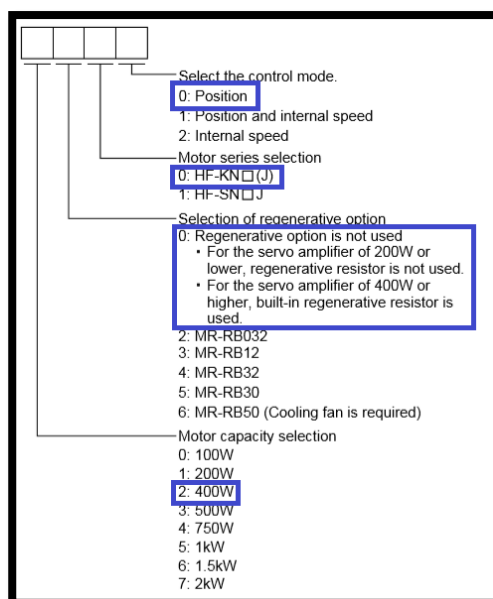 Select the control mode.
0: Position
1: Position and internal speed
2: Internal speed
Motor series selection
0: HF-KN□(J)
1: HF-SN□J
Selection of regenerative option
0: Regenerative option is not used
・For the servo amplifier of 200W or
lower, regenerative resistor is not used.
・For the servo amplifier of 400W or
higher, built-in regenerative resistor is
used.
2: MR-RB032
3: MR-RB12
4: MR-RB32
5: MR-RB30
6: MR-RB50 (Cooling fan is required)
Motor capacity selection
0: 100W
1: 200W
2: 400W
3: 500W
4: 750W
5: 1kW
6: 1.5kW
7: 2kW